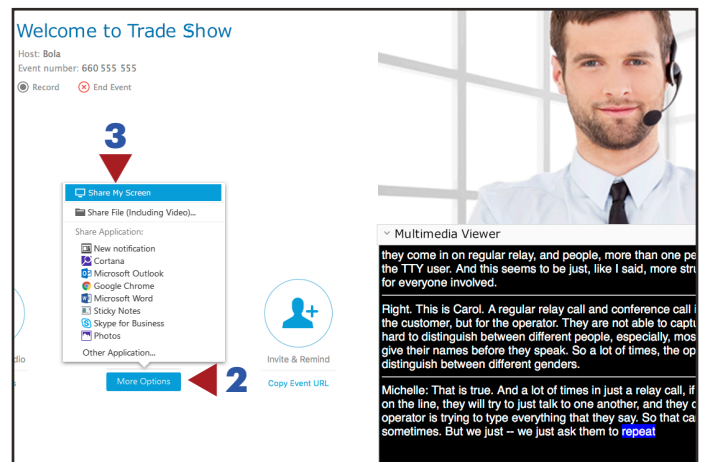 Welcome to Trade Show
Host: Bola
Event number: 660 555 555
Record
End Event
3
Share My Screen
Share File (Including Video)...
Share Application:
New notification
Cortana
Microsoft Outlook
Google Chrome
Microsoft Word
Sticky Notes
Skype for Business
Photos
Other Application...
More Options
2
dio
s
Invite & Remind
Copy Event URL
Multimedia Viewer
they come in on regular relay, and people, more than one pe
the TTY user. And this seems to be just, like I said, more stru
for everyone involved.
Right. This is Carol. A regular relay call and conference call i
the customer, but for the operator. They are not able to captu
hard to distinguish between different people, especially, mos
give their names before they speak. So a lot of times, the op
distinguish between different genders.
Michelle: That is true. And a lot of times in just a relay call, if
on the line, they will try to just talk to one another, and they c
operator is trying to type everything that they say. So that ca
sometimes. But we just -- we just ask them to repeat